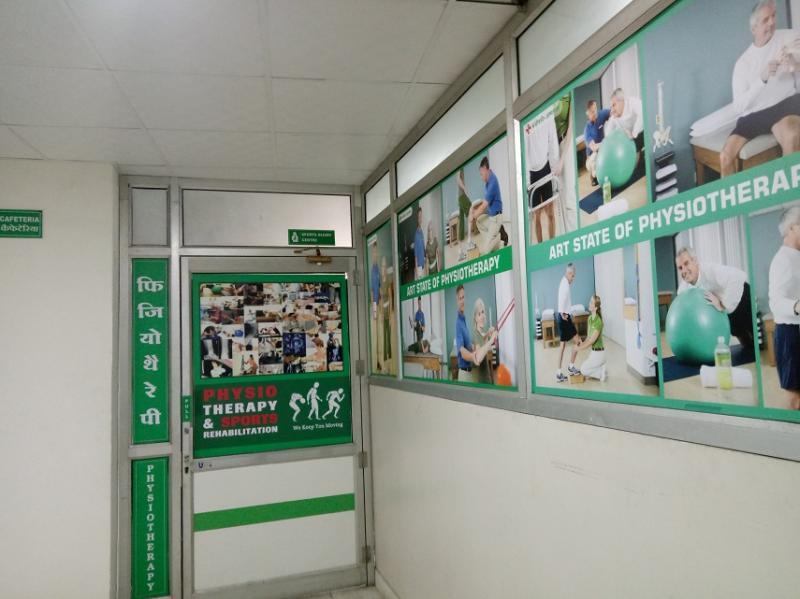 CAFETERIA
कैफेटेरिया
फिजियोथैरेपी
PHYSIOTHERAPY
SPORTS INJURY
CENTRE
PULL
PHYSIO
THERAPY
& SPORTS
REHABILITATION
We Keep You Moving
ART STATE OF PHYSIOTHERAPY
ART STATE OF PHYSIOTHERAP